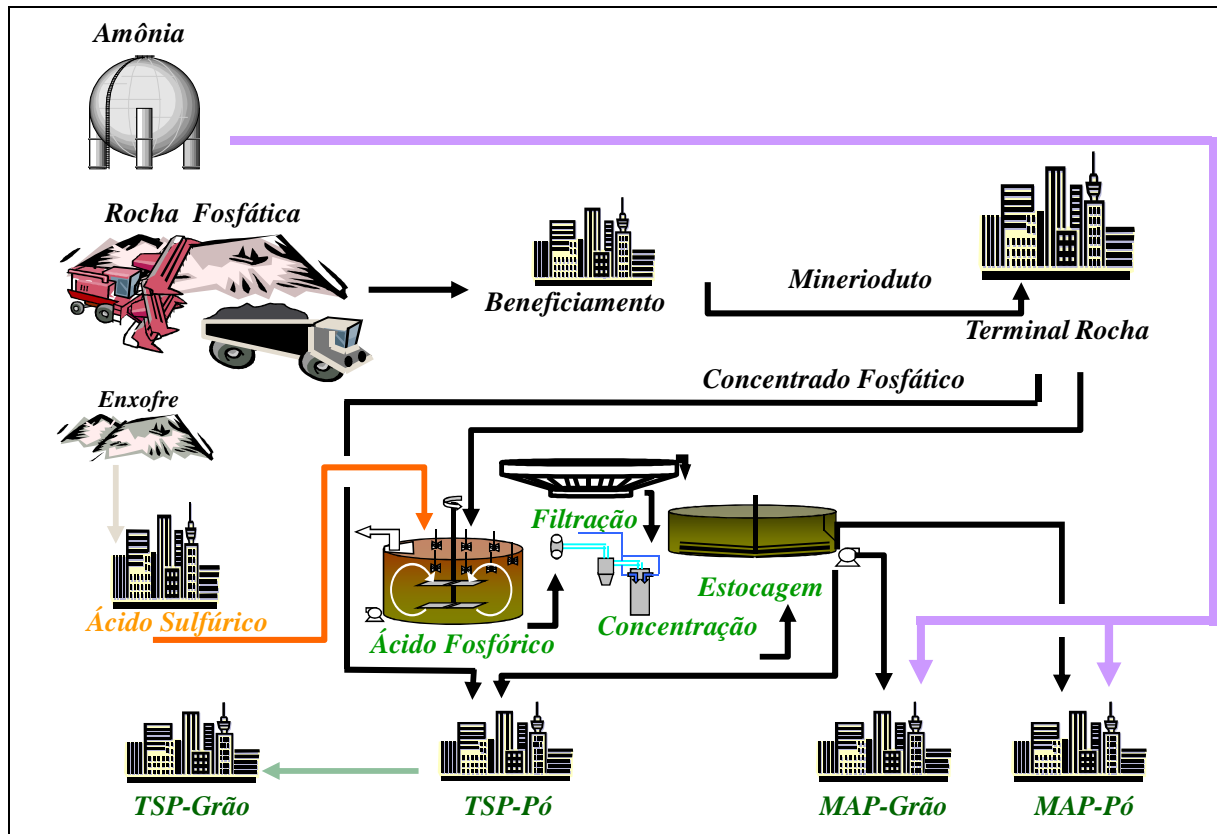 Amônia
Rocha Fosfática
Beneficiamento
Minerioduto
Terminal Rocha
Concentrado Fosfático
Enxofre
Filtração
Estocagem
Concentração
Ácido Sulfúrico
Ácido Fosfórico
TSP-Grão
TSP-Pó
MAP-Grão
MAP-Pó